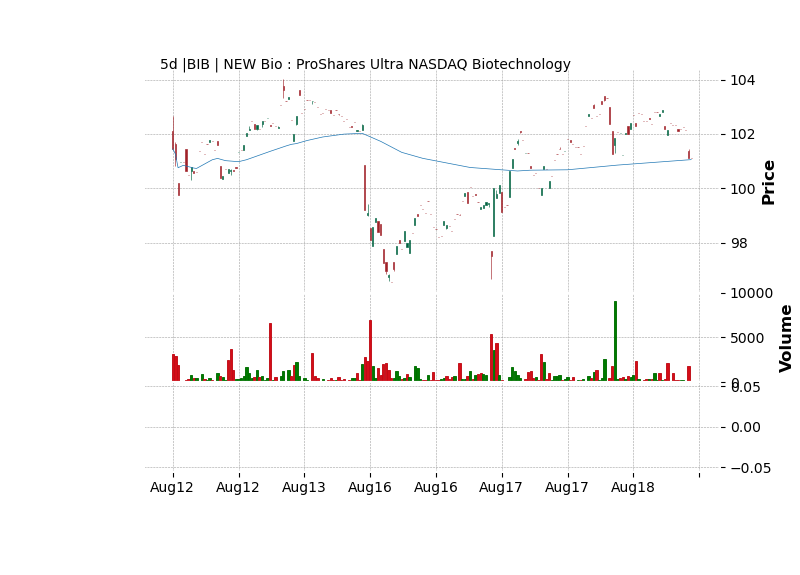 5d |BIB | NEW Bio : ProShares Ultra NASDAQ Biotechnology
104
102
100
98
Price
10000
5000
0
Volume
0.05
0.00
−0.05
Aug12 Aug12 Aug13 Aug16 Aug16 Aug17 Aug17 Aug18